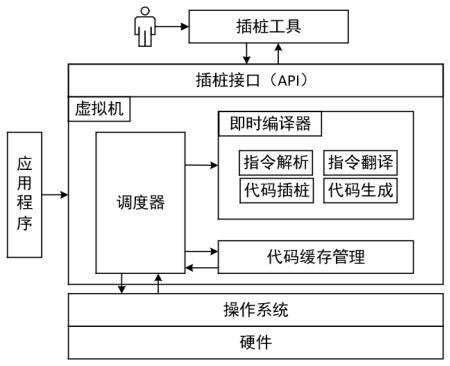 插桩工具
插桩接口（API）
虚拟机
即时编译器
指令解析
指令翻译
代码插桩
代码生成
应用程序
调度器
代码缓存管理
操作系统
硬件